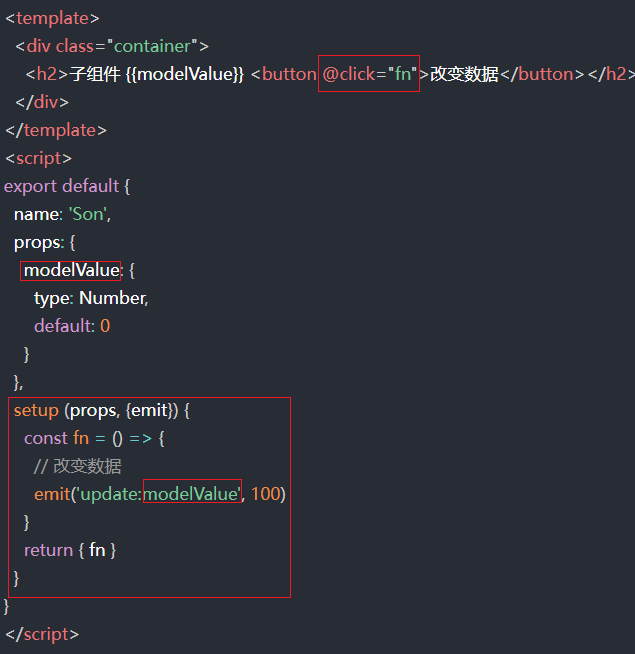 <template>
<div class="container">
<h2>子组件 {{modelValue}} <button @click="fn">改变数据</button></h2>
</div>
</template>
<script>
export default {
name: 'Son',
props: {
modelValue: {
type: Number,
default: 0
}
},
setup (props, {emit}) {
const fn = () => {
// 改变数据
emit('update:modelValue', 100)
}
return { fn }
}
}
</script>